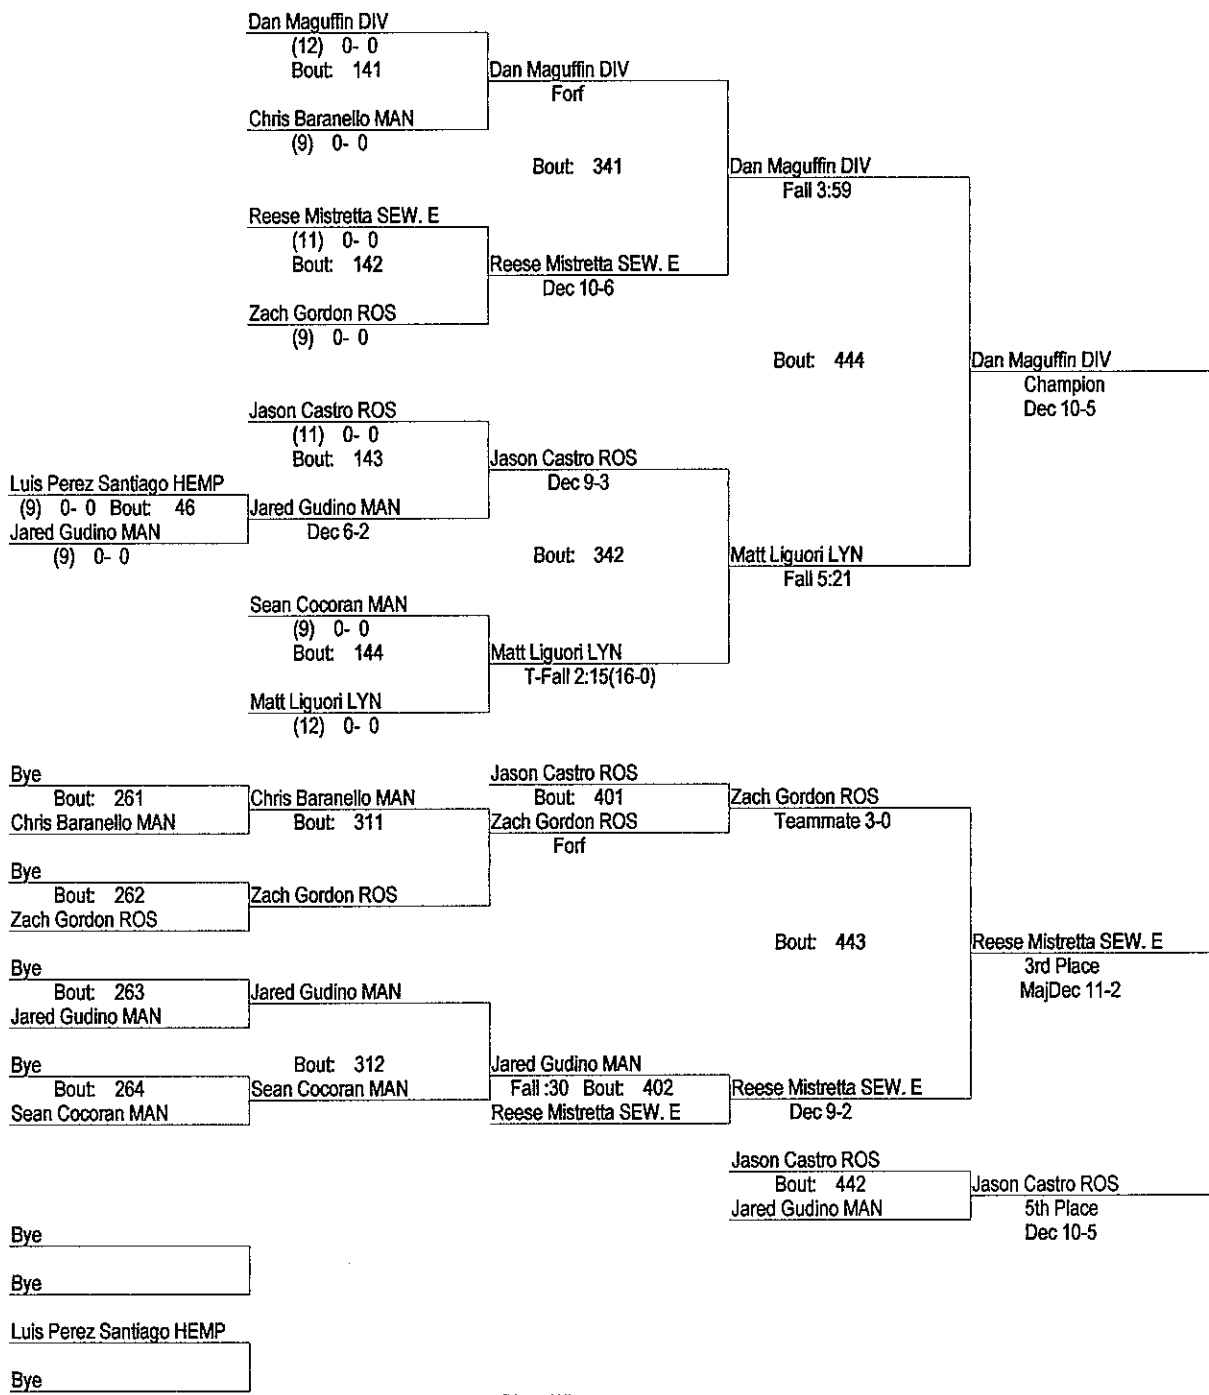 Dan Maguffin DIV
(12) 0- 0
Bout: 141
Dan Maguffin DIV
Forf
Chris Baranello MAN
(9) 0- 0
Bout: 341
Dan Maguffin DIV
Fall 3:59
Reese Mistretta SEW. E
(11) 0- 0
Bout: 142
Reese Mistretta SEW. E
Dec 10-6
Zach Gordon ROS
(9) 0- 0
Bout: 444
Dan Maguffin DIV
Champion
Dec 10-5
Jason Castro ROS
(11) 0- 0
Bout: 143
Jason Castro ROS
Dec 9-3
Luis Perez Santiago HEMP
(9) 0- 0 Bout: 46
Jared Gudino MAN
(9) 0- 0
Jared Gudino MAN
Dec 6-2
Bout: 342
Matt Liguori LYN
Fall 5:21
Sean Cocoran MAN
(9) 0- 0
Bout: 144
Matt Liguori LYN
T-Fall 2:15(16-0)
Matt Liguori LYN
(12) 0- 0
Bye
Bout: 261
Chris Baranello MAN
Chris Baranello MAN
Bout: 311
Jason Castro ROS
Bout: 401
Zach Gordon ROS
Forf
Zach Gordon ROS
Teammate 3-0
Bye
Bout: 262
Zach Gordon ROS
Zach Gordon ROS
Bout: 443
Reese Mistretta SEW. E
3rd Place
MajDec 11-2
Bye
Bout: 263
Jared Gudino MAN
Jared Gudino MAN
Bye
Bout: 264
Sean Cocoran MAN
Bout: 312
Sean Cocoran MAN
Jared Gudino MAN
Fall :30 Bout: 402
Reese Mistretta SEW. E
Reese Mistretta SEW. E
Dec 9-2
Jason Castro ROS
Bout: 442
Jared Gudino MAN
Jason Castro ROS
5th Place
Dec 10-5
Bye
Bye
Luis Perez Santiago HEMP
Bye